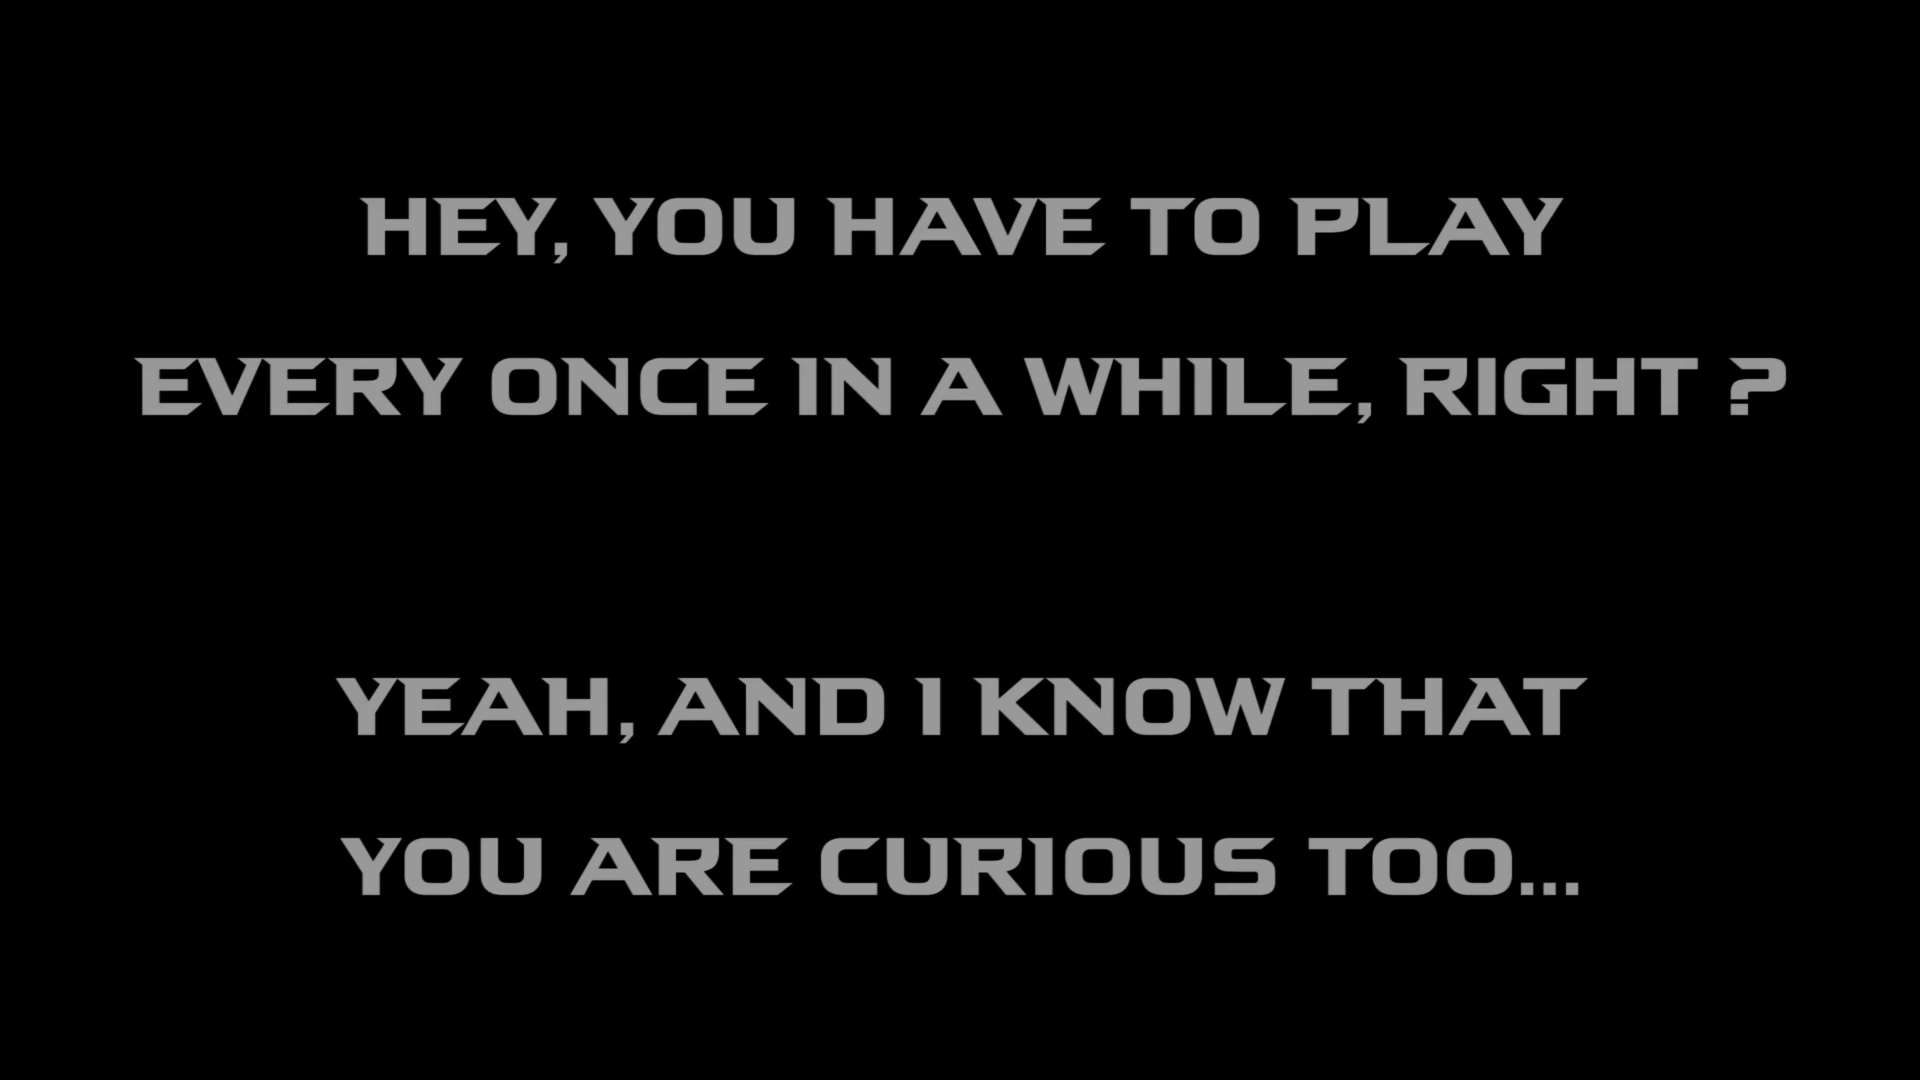 HEY, YOU HAVE TO PLAY
EVERY ONCE IN A WHILE, RIGHT ?
YEAH, AND I KNOW THAT
YOU ARE CURIOUS TOO...